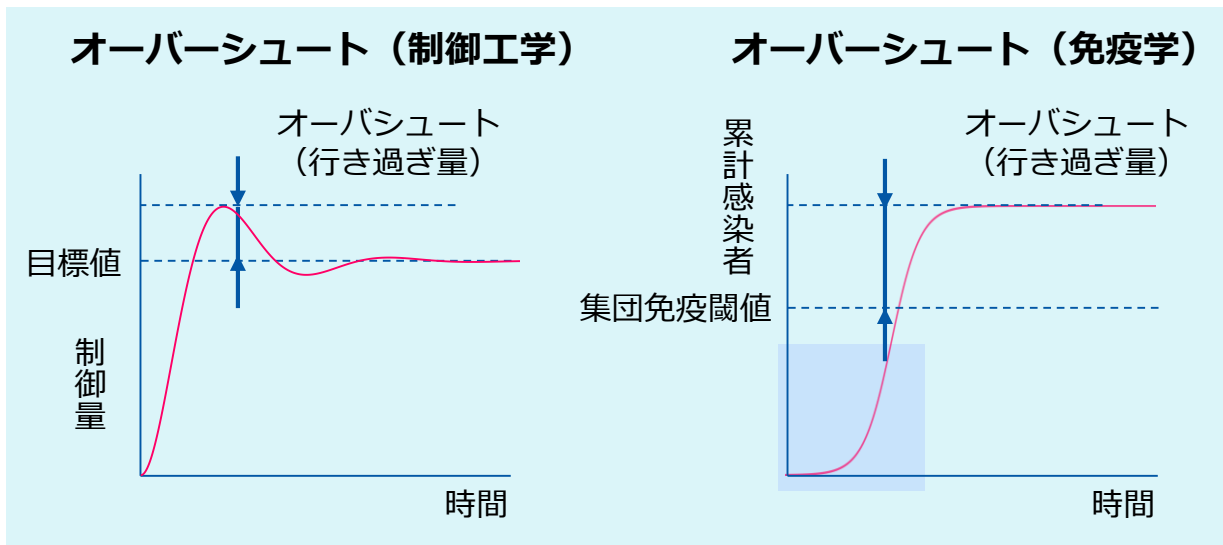 オーバーシュート（制御工学）
オーバシュート
（行き過ぎ量）
目標値
制御量
時間
オーバーシュート（免疫学）
累計感染者
オーバシュート
（行き過ぎ量）
集団免疫閾値
時間